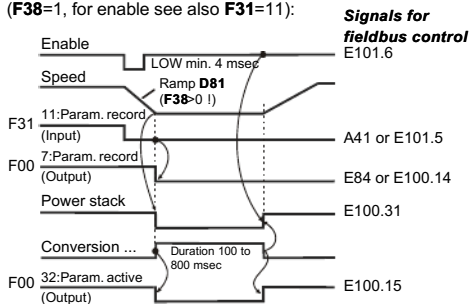 (F38=1, for enable see also F31=11):
Signals for
fieldbus control
Enable
E101.6
LOW min. 4 msec
Speed
Ramp D81
(F38>0 !)
F31
11:Param. record
(Input)
A41 or E101.5
F00
7:Param. record
(Output)
E84 or E100.14
Power stack
E100.31
Conversion ...
Duration 100 to
800 msec
F00
32:Param. active
(Output)
E100.15